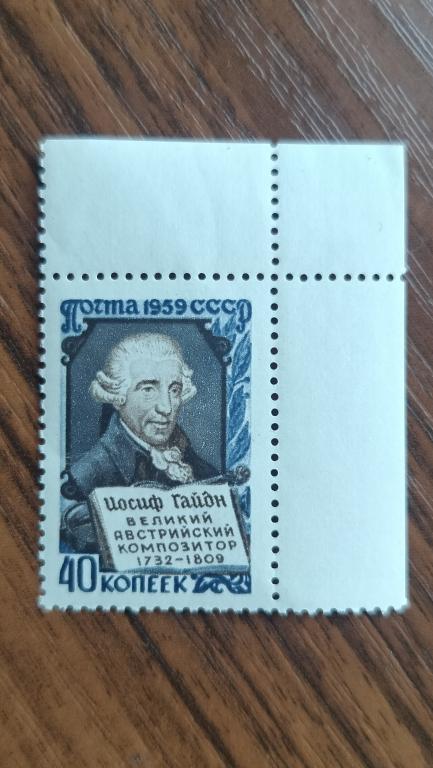 Почта 1959 СССР
Иосиф Гайдн
ВЕЛИКИЙ
АВСТРИЙСКИЙ
КОМПОЗИТОР
1732-1809
40 КОПЕЕК